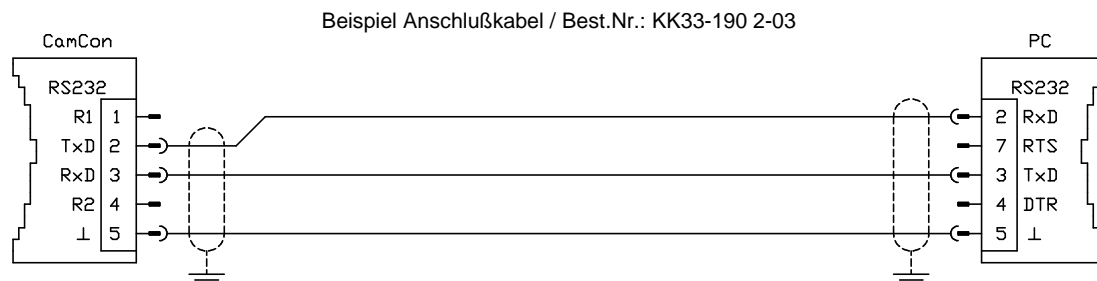 Beispiel Anschlußkabel / Best.Nr.: KK33-190 2-03
CamCon
PC
RS232
RS232
R1 1
2 RxD
TxD 2
7 RTS
RxD 3
3 TxD
R2 4
4 DTR
⊥ 5
5 ⊥